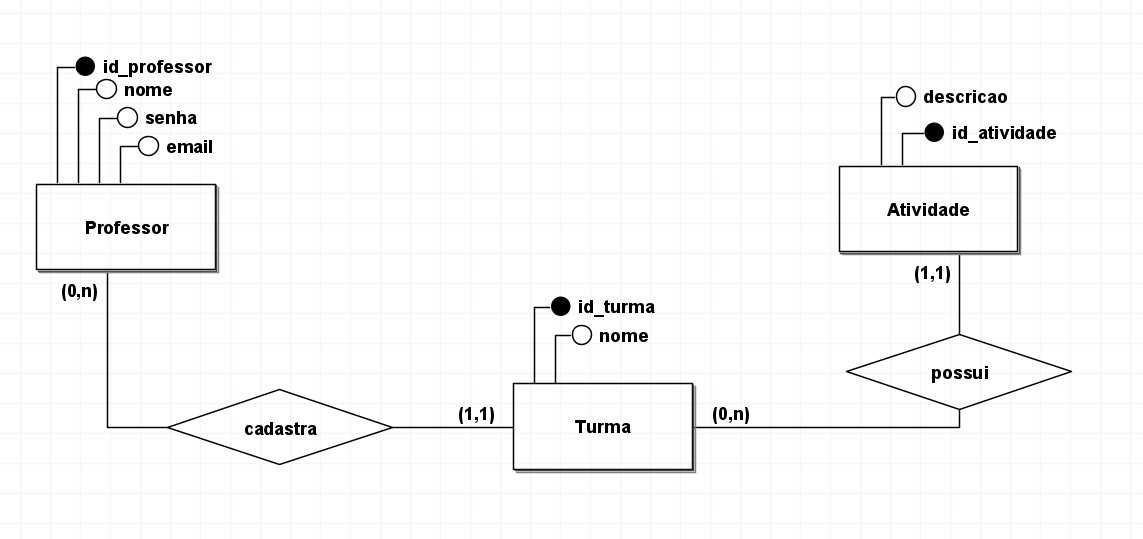 id_professor
nome
senha
email
Professor
(0,n)
cadastra
(1,1)
id_turma
nome
Turma
(0,n)
descricao
id_atividade
Atividade
(1,1)
possui